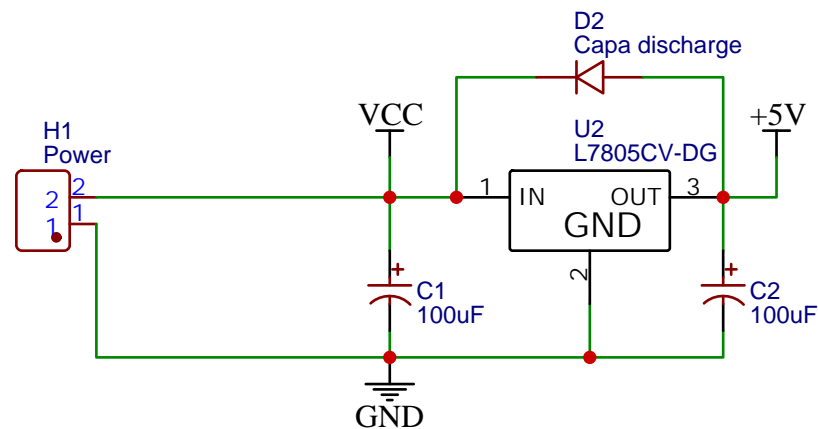 D2
Capa discharge
VCC
+5V
H1
Power
U2
L7805CV-DG
2
2
1
1
1
IN
OUT
3
GND
2
+
C1
100uF
+
C2
100uF
GND